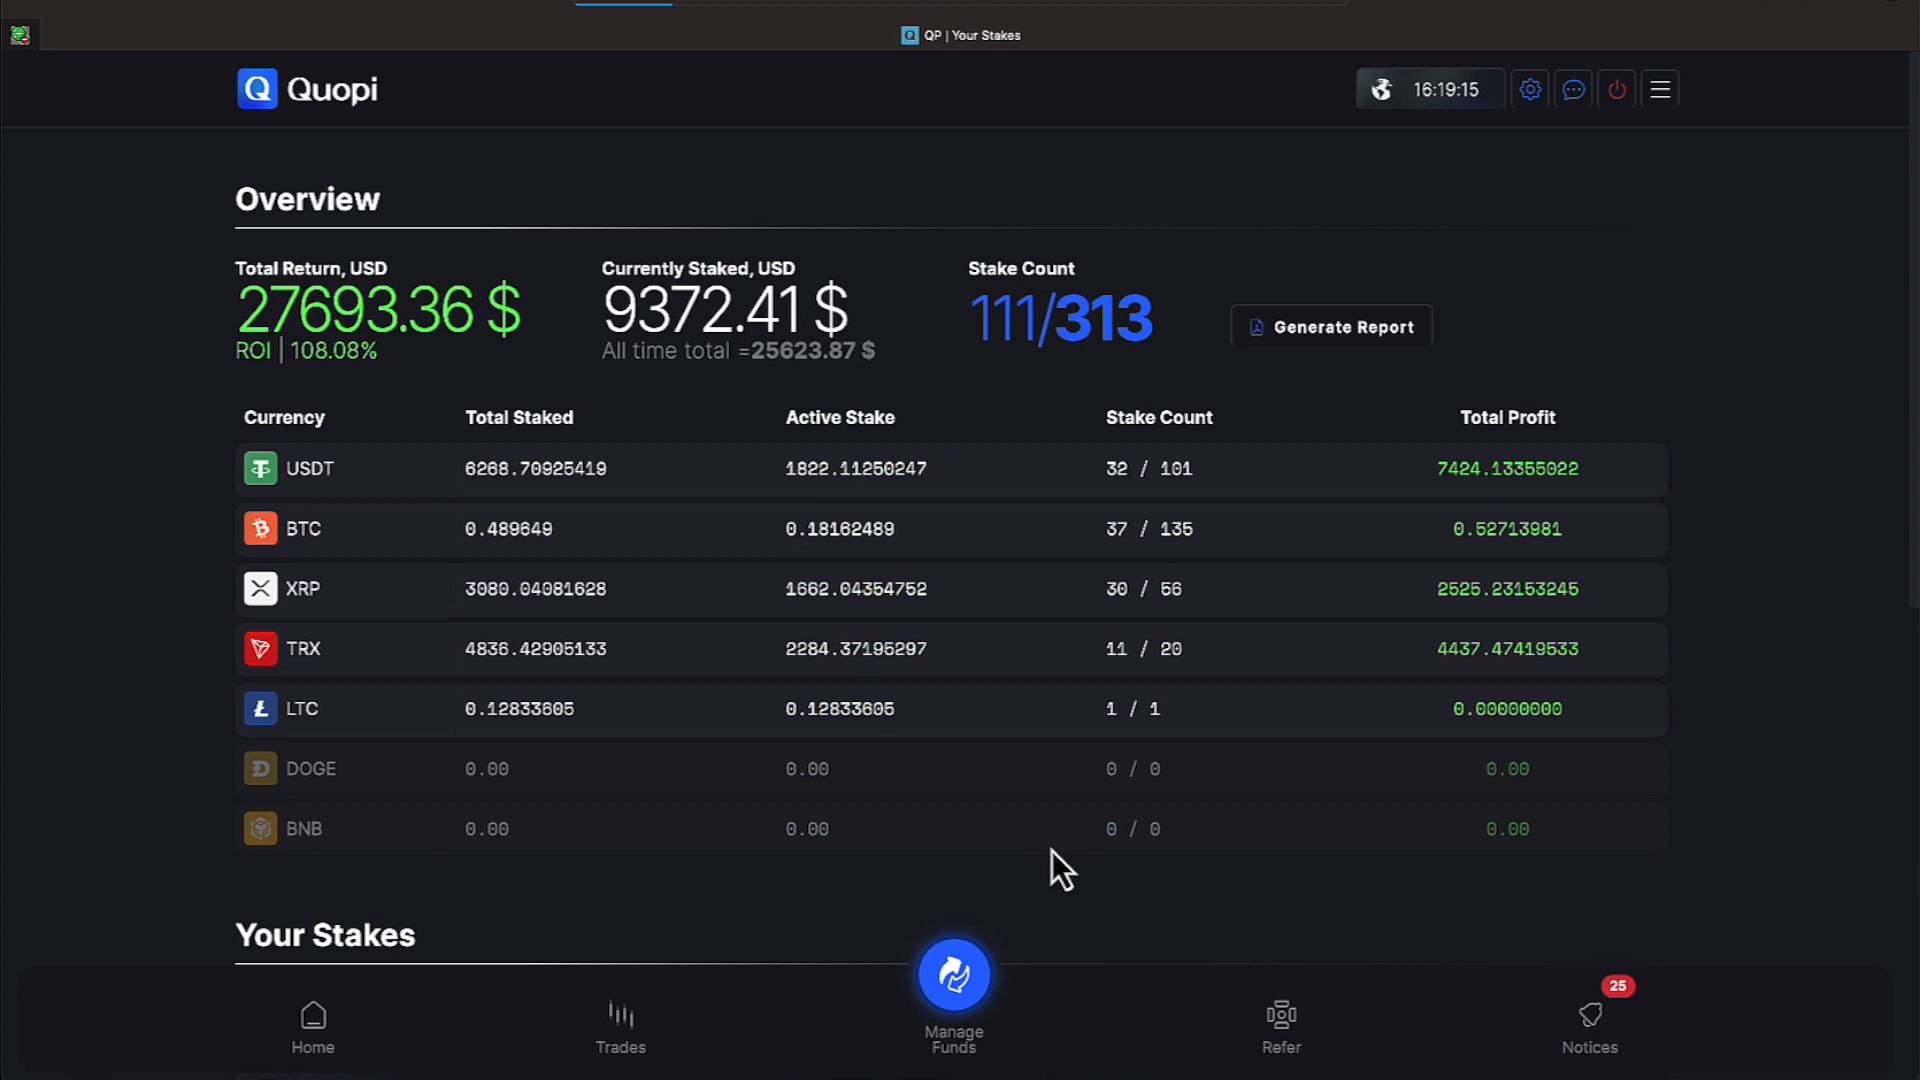 QP | Your Stakes
Quopi
16:19:15
Overview
Total Return, USD
27693.36 $
ROI | 108.08%
Currently Staked, USD
9372.41 $
All time total =25623.87 $
Stake Count
111/313
Generate Report
Currency Total Staked Active Stake Stake Count Total Profit
USDT 6268.70925419 1822.11250247 32 / 101 7424.13355022
BTC 0.489649 0.18162489 37 / 135 0.52713981
XRP 3080.04081628 1662.04354752 30 / 56 2525.23153245
TRX 4836.42905133 2284.37195297 11 / 20 4437.47419533
LTC 0.12833605 0.12833605 1 / 1 0.00000000
DOGE 0.00 0.00 0 / 0 0.00
BNB 0.00 0.00 0 / 0 0.00
Your Stakes
Home
Trades
Manage
Funds
Refer
25
Notices